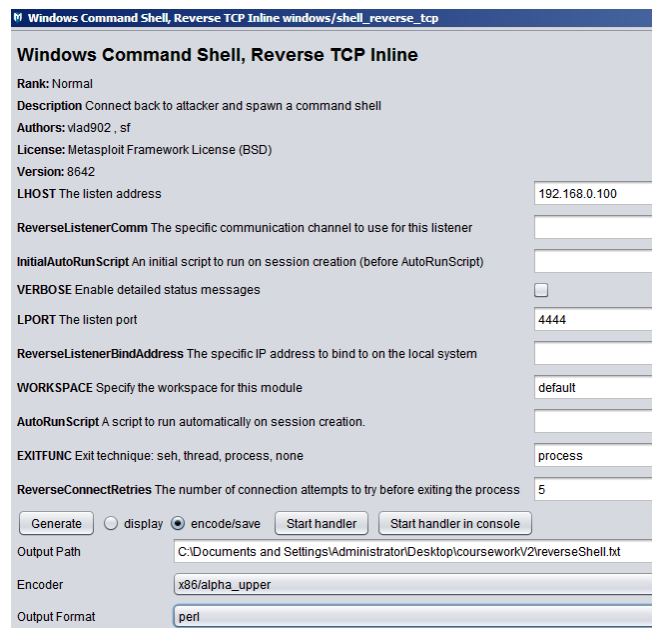 Windows Command Shell, Reverse TCP Inline windows/shell_reverse_tcp
Windows Command Shell, Reverse TCP Inline
Rank: Normal
Description Connect back to attacker and spawn a command shell
Authors: vlad902 , sf
License: Metasploit Framework License (BSD)
Version: 8642
LHOST The listen address 192.168.0.100
ReverseListenerComm The specific communication channel to use for this listener
InitialAutoRunScript An initial script to run on session creation (before AutoRunScript)
VERBOSE Enable detailed status messages
LPORT The listen port 4444
ReverseListenerBindAddress The specific IP address to bind to on the local system
WORKSPACE Specify the workspace for this module default
AutoRunScript A script to run automatically on session creation.
EXITFUNC Exit technique: seh, thread, process, none process
ReverseConnectRetries The number of connection attempts to try before exiting the process 5
Generate display encode/save Start handler Start handler in console
Output Path C:\Documents and Settings\Administrator\Desktop\courseworkV2\reverseShell.txt
Encoder x86/alpha_upper
Output Format perl